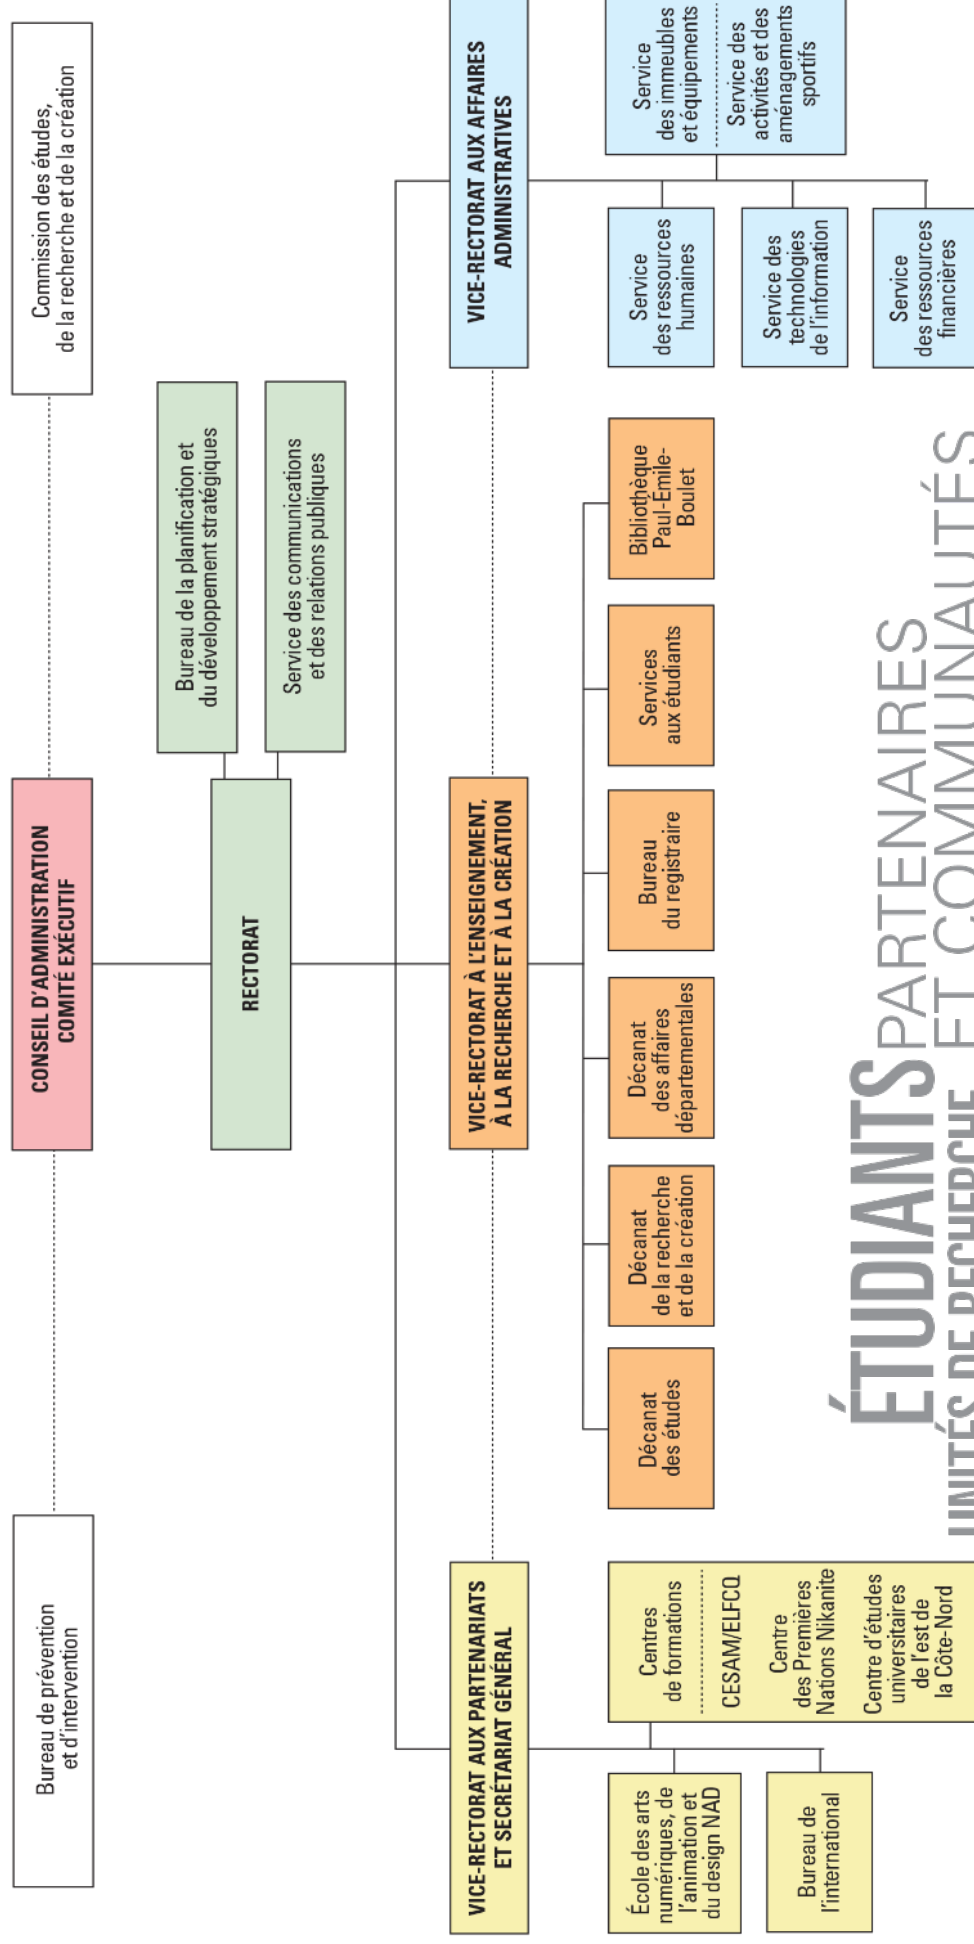 Bureau de prévention
et d'intervention
CONSEIL D'ADMINISTRATION
COMITÉ EXÉCUTIF
Commission des études,
de la recherche et de la création
RECTORAT
Bureau de la planification et
du développement stratégiques
Service des communications
et des relations publiques
VICE-RECTORAT AUX PARTENARIATS
ET SECRÉTARIAT GÉNÉRAL
VICE-RECTORAT À L'ENSEIGNEMENT,
À LA RECHERCHE ET À LA CRÉATION
VICE-RECTORAT AUX AFFAIRES
ADMINISTRATIVES
École des arts
numériques, de
l'animation et
du design NAD
Bureau de
l'international
Centres
de formations
CESAM/ELFCQ
Centre
des Premières
Nations Nikanite
Centre d'études
universitaires
de l'est de
la Côte-Nord
Décanat
des études
Décanat
de la recherche
et de la création
Décanat
des affaires
départementales
Bureau
du registraire
Services
aux étudiants
Bibliothèque
Paul-Émile-
Boulet
Service
des ressources
humaines
Service des
technologies
de l'information
Service
des ressources
financières
Service
des immeubles
et équipements
Service des
activités et des
aménagements
sportifs
ÉTUDIANTS PARTENAIRES
UNITÉS DE RECHERCHE ET COMMUNAUTÉS